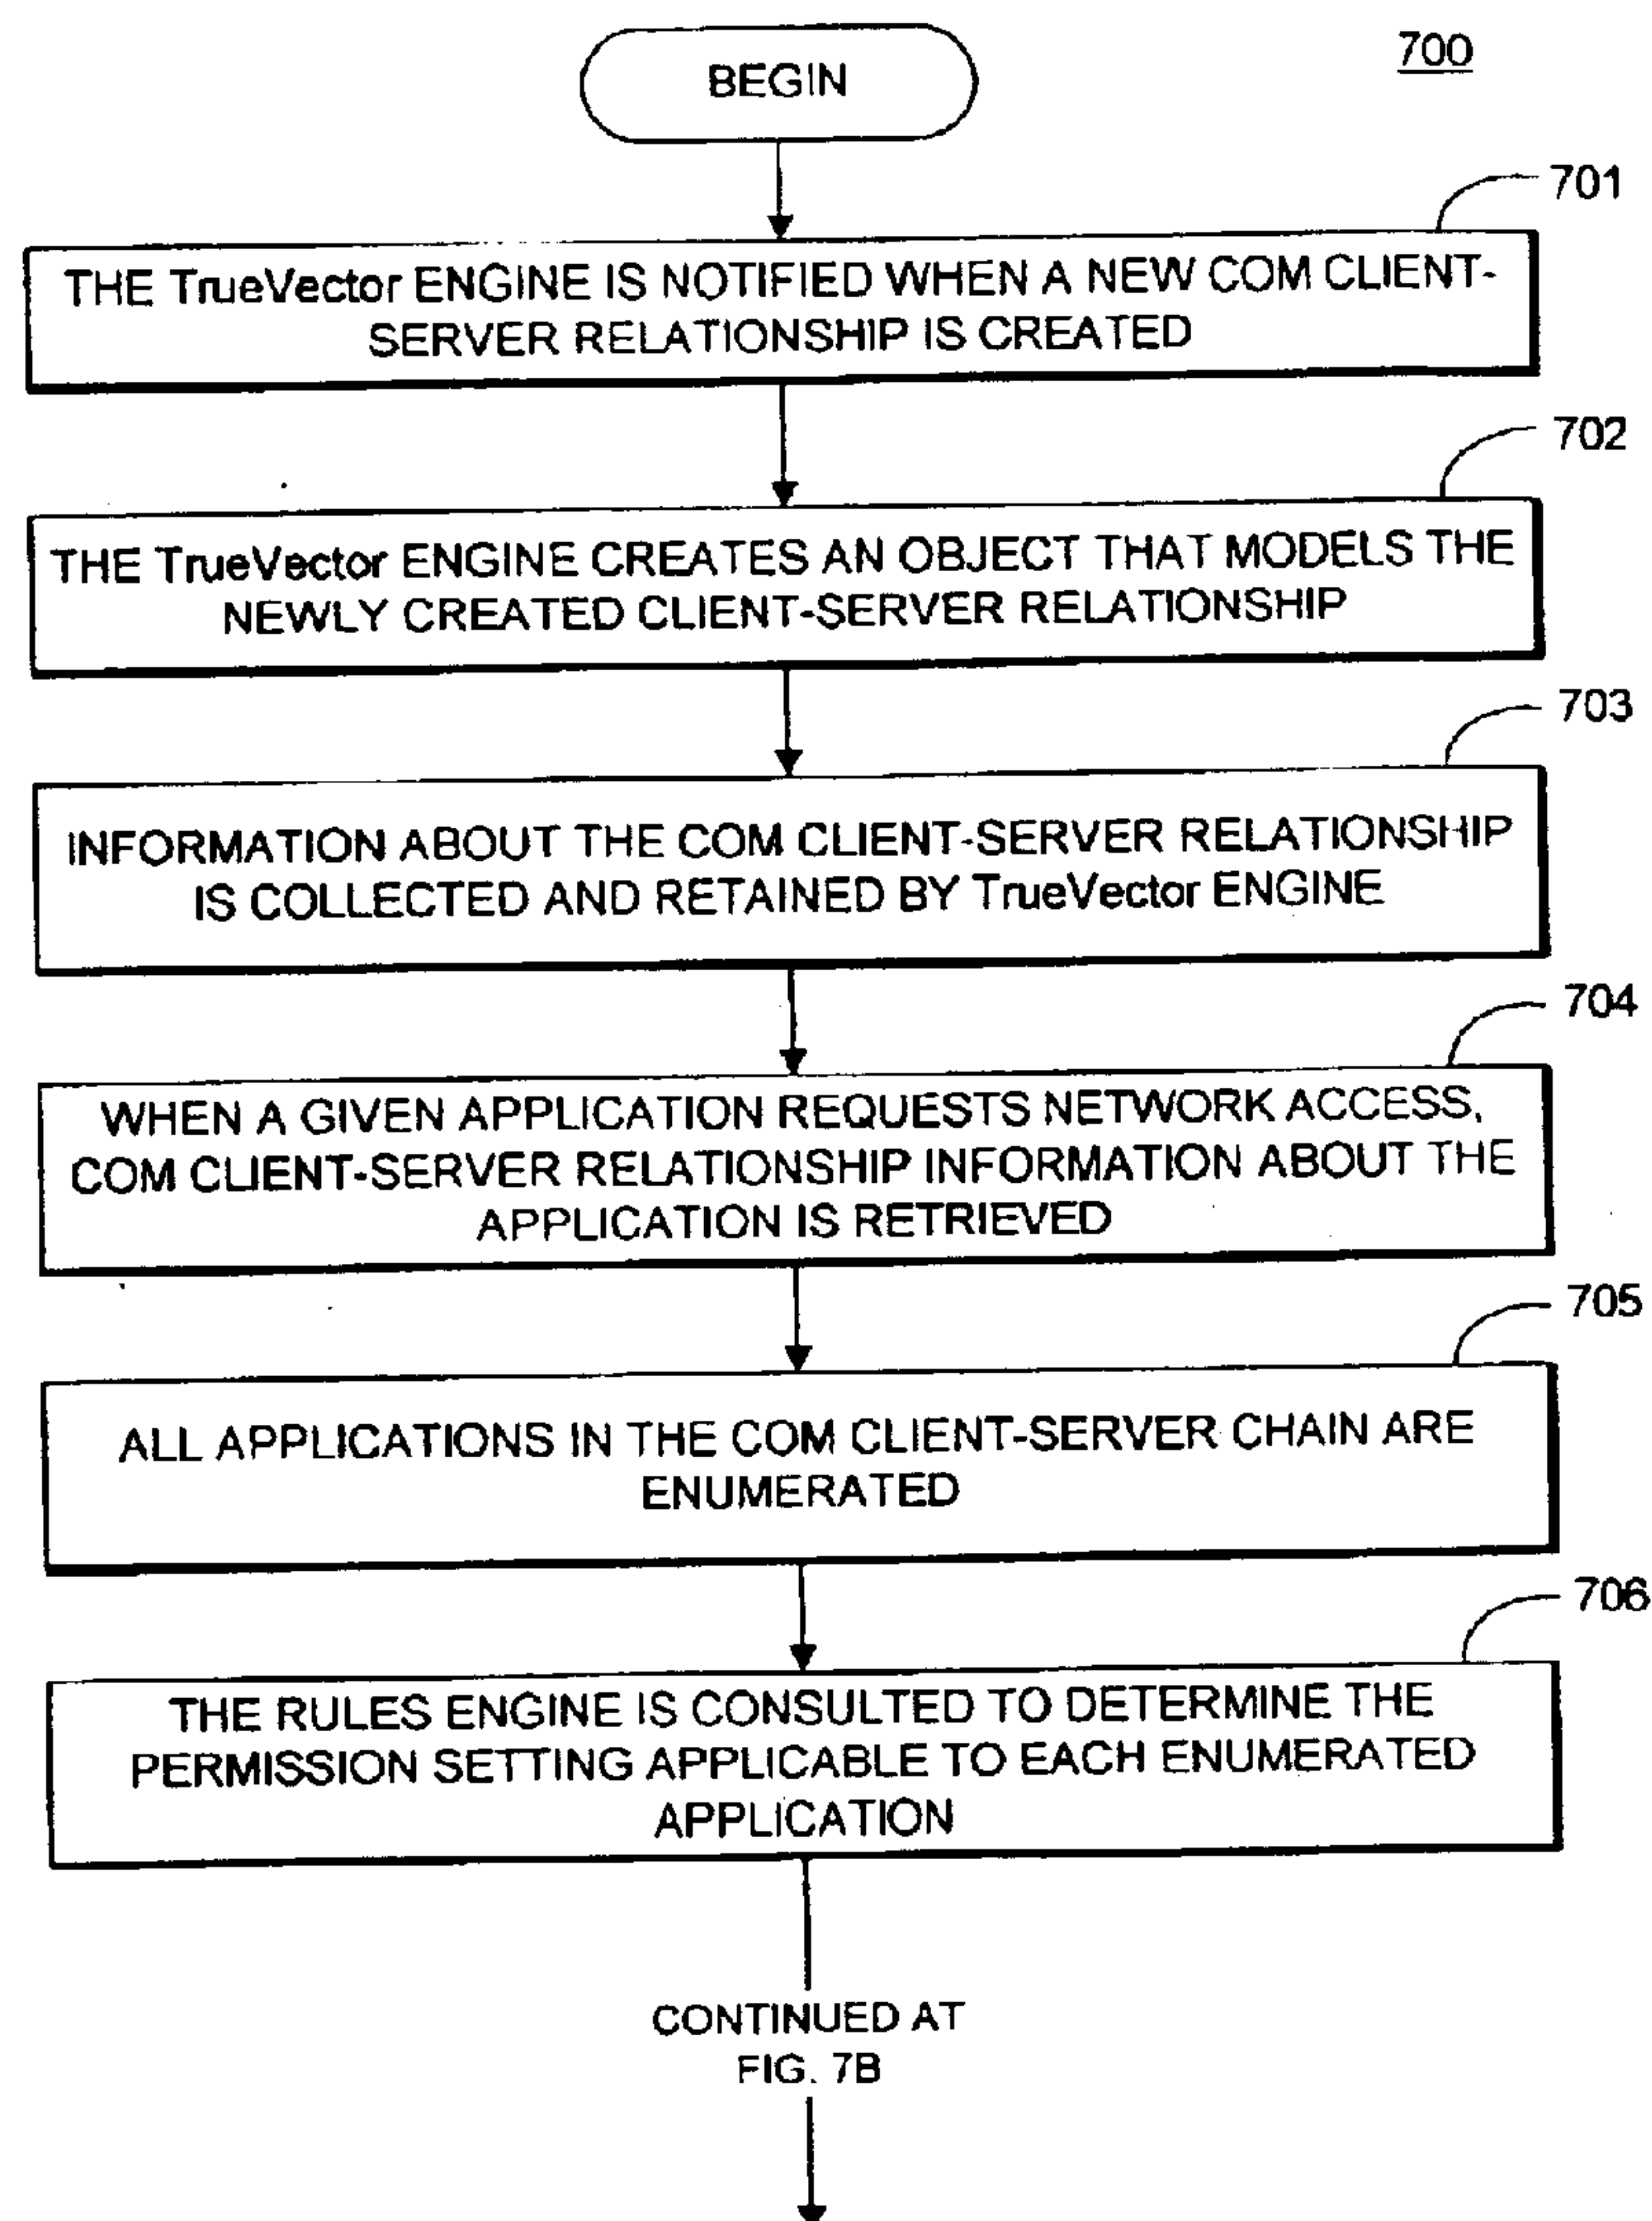 700
BEGIN
701
THE TrueVector ENGINE IS NOTIFIED WHEN A NEW COM CLIENT-
SERVER RELATIONSHIP IS CREATED
702
THE TrueVector ENGINE CREATES AN OBJECT THAT MODELS THE
NEWLY CREATED CLIENT-SERVER RELATIONSHIP
703
INFORMATION ABOUT THE COM CLIENT-SERVER RELATIONSHIP
IS COLLECTED AND RETAINED BY TrueVector ENGINE
704
WHEN A GIVEN APPLICATION REQUESTS NETWORK ACCESS,
COM CLIENT-SERVER RELATIONSHIP INFORMATION ABOUT THE
APPLICATION IS RETRIEVED
705
ALL APPLICATIONS IN THE COM CLIENT-SERVER CHAIN ARE
ENUMERATED
706
THE RULES ENGINE IS CONSULTED TO DETERMINE THE
PERMISSION SETTING APPLICABLE TO EACH ENUMERATED
APPLICATION
CONTINUED AT
FIG. 7B